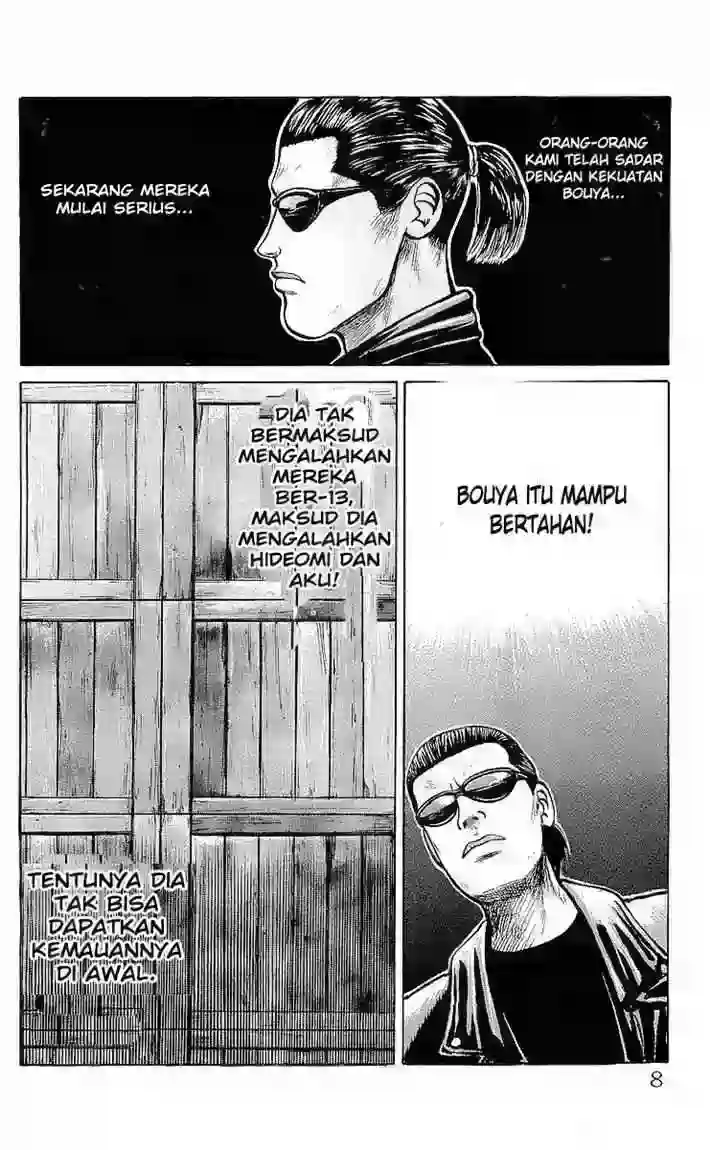 ORANG-ORANG
KAMI TELAH SADAR
DENGAN KEKUATAN
BOUYA...
SEKARANG MEREKA
MULAI SERIUS...
BOUYA ITU MAMPU
BERTAHAN!
DIA TAK
BERMAKSUD
MENGALAHKAN
MEREKA
BER-13,
MAKSUD DIA
MENGALAHKAN
HIDEOMI DAN
AKU!
TENTUNYA DIA
TAK BISA
DAPATKAN
KEMAUANNYA
DI AWAL.
8